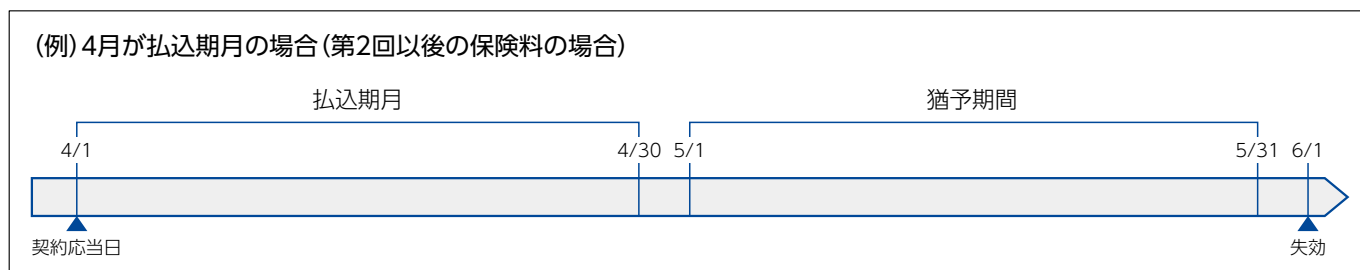 (例)4月が払込期月の場合(第2回以後の保険料の場合)
払込期月 猶予期間
4/1 4/30 5/1 5/31 6/1
契約応当日 失効